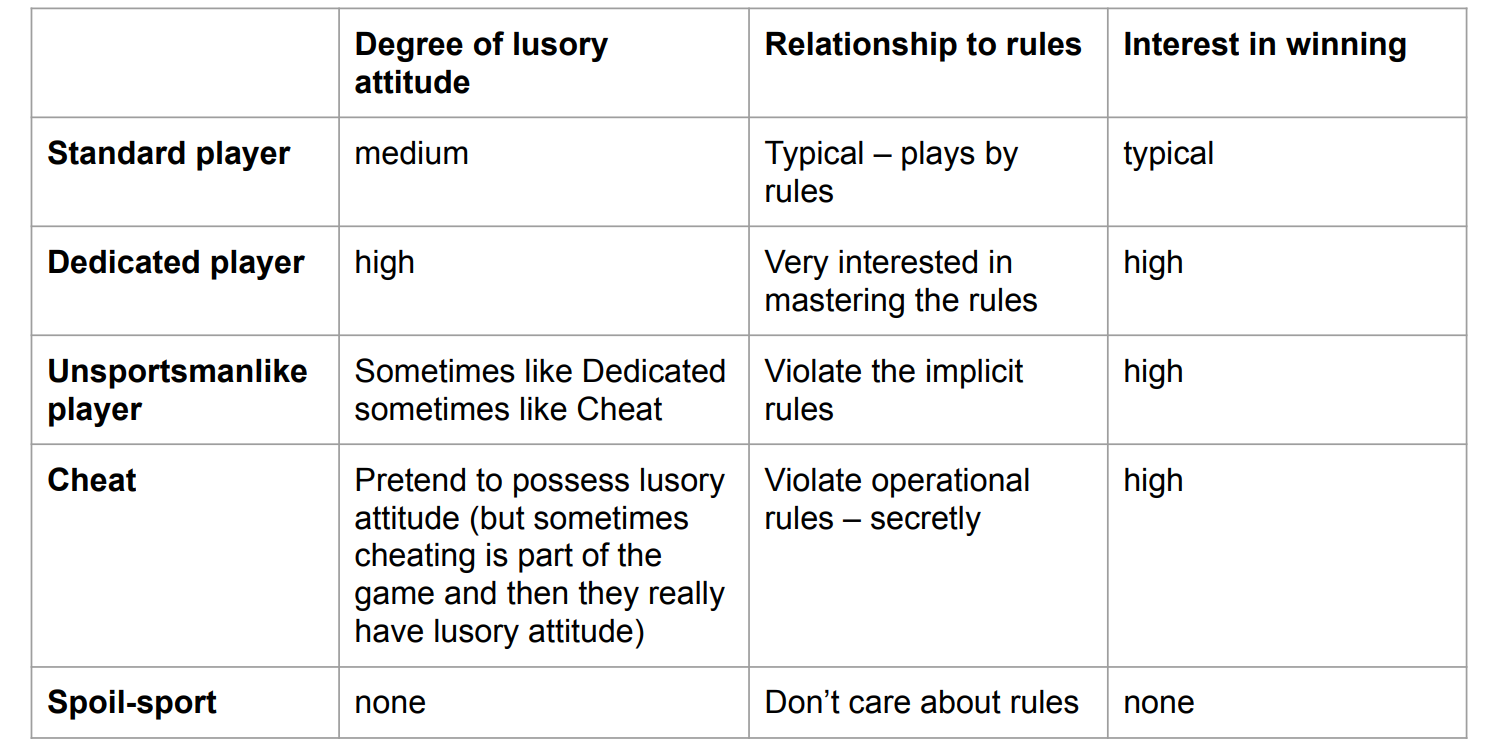 Degree of lusory
attitude
Relationship to rules
Interest in winning
Standard player
medium
Typical – plays by
rules
typical
Dedicated player
high
Very interested in
mastering the rules
high
Unsportsmanlike
player
Sometimes like Dedicated
sometimes like Cheat
Violate the implicit
rules
high
Cheat
Pretend to possess lusory
attitude (but sometimes
cheating is part of the
game and then they really
have lusory attitude)
Violate operational
rules – secretly
high
Spoil-sport
none
Don’t care about rules
none